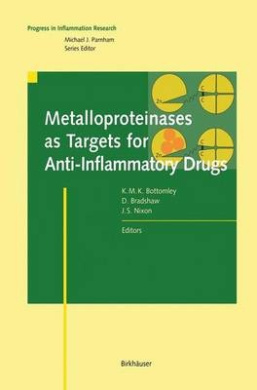 Progress in Inflammation Research
Michael J. Parnham
Series Editor
Metalloproteinases
as Targets for
Anti-Inflammatory Drugs
K.M.K. Bottomley
D. Bradshaw
J.S. Nixon
Editors
Birkhäuser